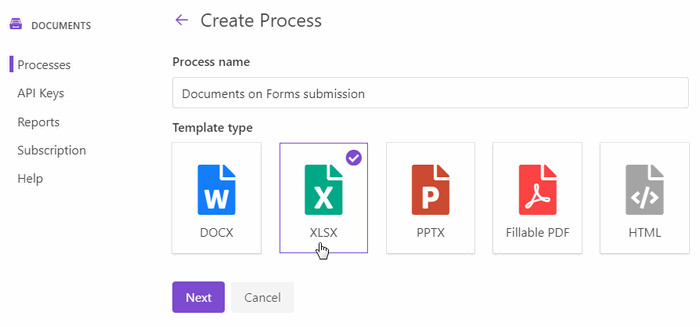 DOCUMENTS
Processes
API Keys
Reports
Subscription
Help
Create Process
Process name
Documents on Forms submission
Template type
W
X
P
DOCX
XLSX
PPTX
Fillable PDF
HTML
Next
Cancel